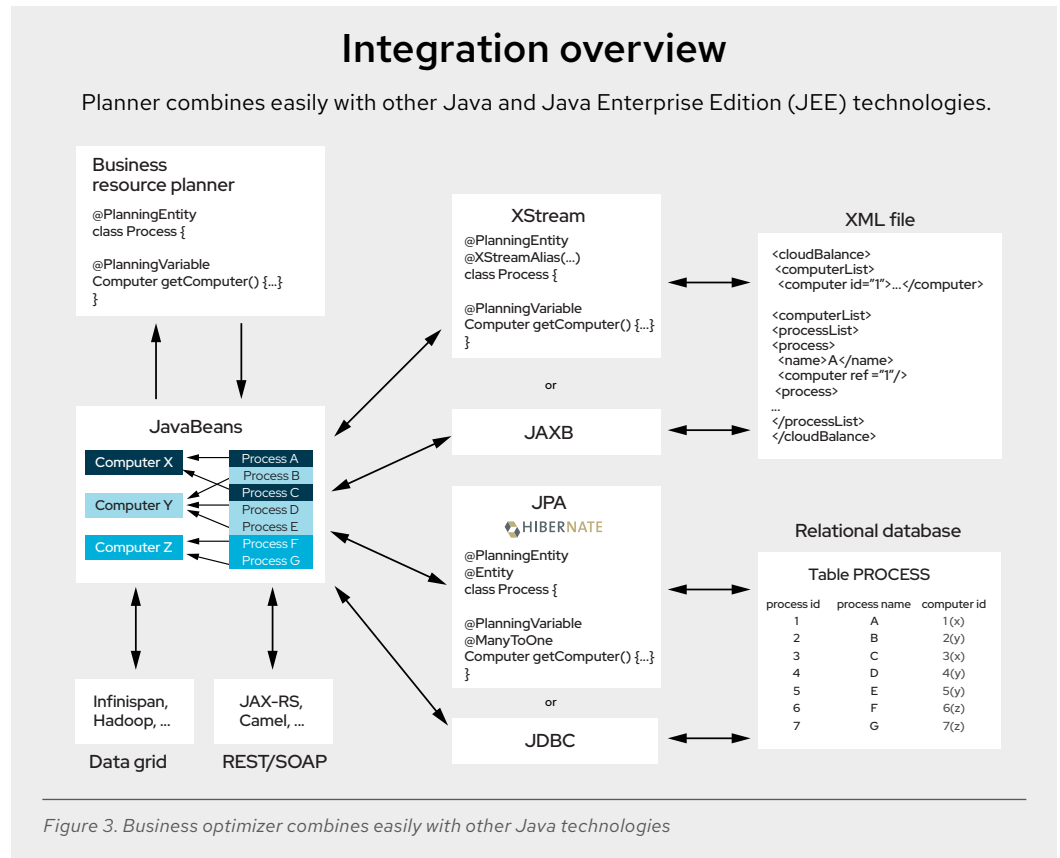 Integration overview
Planner combines easily with other Java and Java Enterprise Edition (JEE) technologies.
Business
resource planner
@PlanningEntity
class Process {
@PlanningVariable
Computer getComputer() {...}
}
JavaBeans
Computer X
Computer Y
Computer Z
Process A
Process B
Process C
Process D
Process E
Process F
Process G
Infinispan,
Hadoop, ...
Data grid
JAX-RS,
Camel, ...
REST/SOAP
XStream
@PlanningEntity
@XStreamAlias(...)
class Process {
@PlanningVariable
Computer getComputer() {...}
}
or
JAXB
JPA
HIBERNATE
@PlanningEntity
@Entity
class Process {
@PlanningVariable
@ManyToOne
Computer getComputer() {...}
}
or
JDBC
XML file
<cloudBalance>
<computerList>
<computer id="1">...</computer>
<computerList>
<processList>
<process>
<name>A</name>
<computer ref ="1"/>
<process>
...
</processList>
</cloudBalance>
Relational database
Table PROCESS
process id process name computer id
1 A 1(x)
2 B 2(y)
3 C 3(x)
4 D 4(y)
5 E 5(y)
6 F 6(z)
7 G 7(z)
Figure 3. Business optimizer combines easily with other Java technologies